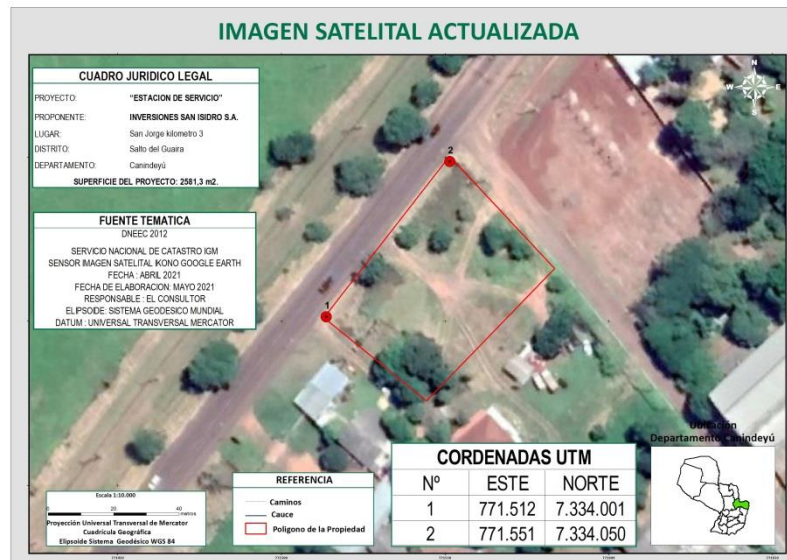 IMAGEN SATELITAL ACTUALIZADA
CUADRO JURIDICO LEGAL
PROYECTO: "ESTACION DE SERVICIO"
PROPONENTE: INVERSIONES SAN ISIDRO S.A.
LUGAR: San Jorge kilometro 3
DISTRITO: Salto del Guaira
DEPARTAMENTO: Canindeyú
SUPERFICIE DEL PROYECTO: 2581,3 m2.
FUENTE TEMATICA
DNEEC 2012
SERVICIO NACIONAL DE CATASTRO IGM
SENSOR IMAGEN SATELITAL IKONO GOOGLE EARTH
FECHA : ABRIL 2021
FECHA DE ELABORACION: MAYO 2021
RESPONSABLE : EL CONSULTOR
ELIPSOIDE: SISTEMA GEODESICO MUNDIAL
DATUM : UNIVERSAL TRANSVERSAL MERCATOR
N
W E
S
2
1
Escala 1:10.000
0 20 40 metros
Proyección Universal Transversal de Mercator
Cuadrícula Geográfica
Elipsoide Sistema Geodésico WGS 84
REFERENCIA
Caminos
Cauce
Poligono de la Propiedad
CORDENADAS UTM
Nº ESTE NORTE
1 771.512 7.334.001
2 771.551 7.334.050
Ubicación
Departamento Canindeyú